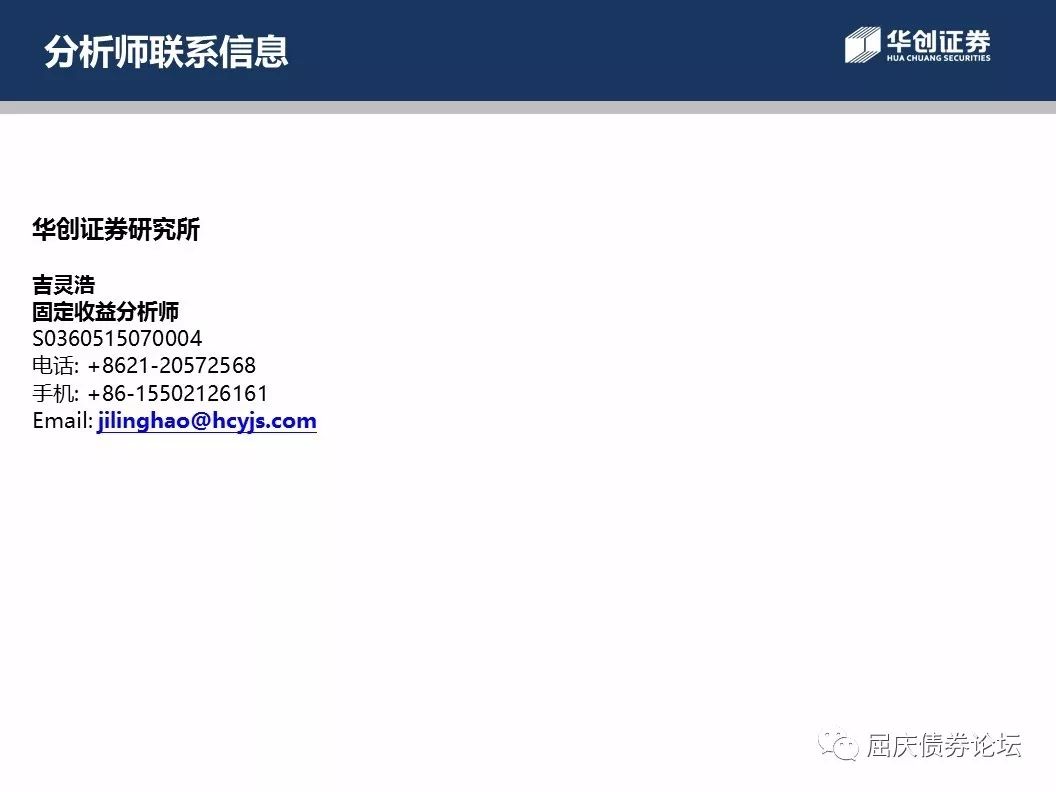 分析师联系信息
华创证券
HUA CHUANG SECURITIES
华创证券研究所
吉灵浩
固定收益分析师
S0360515070004
电话: +8621-20572568
手机: +86-15502126161
Email: jilinghao@hcyjs.com
屈庆债券论坛